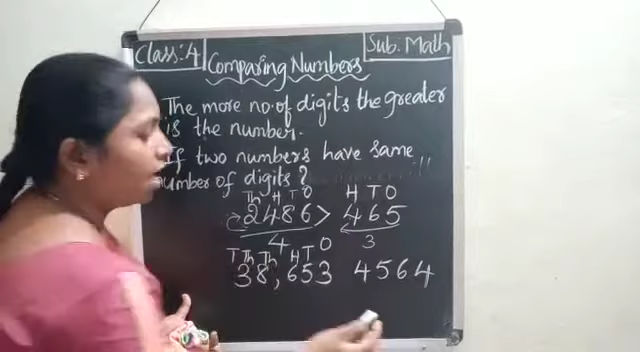 Class: 4
Sub: Math
Comparing Numbers
The more no. of digits the greater
is the number.
If two numbers have same
number of digits?
Th H T O H T O
2486 > 465
4 3
T Th Th H T O
38,653 4564